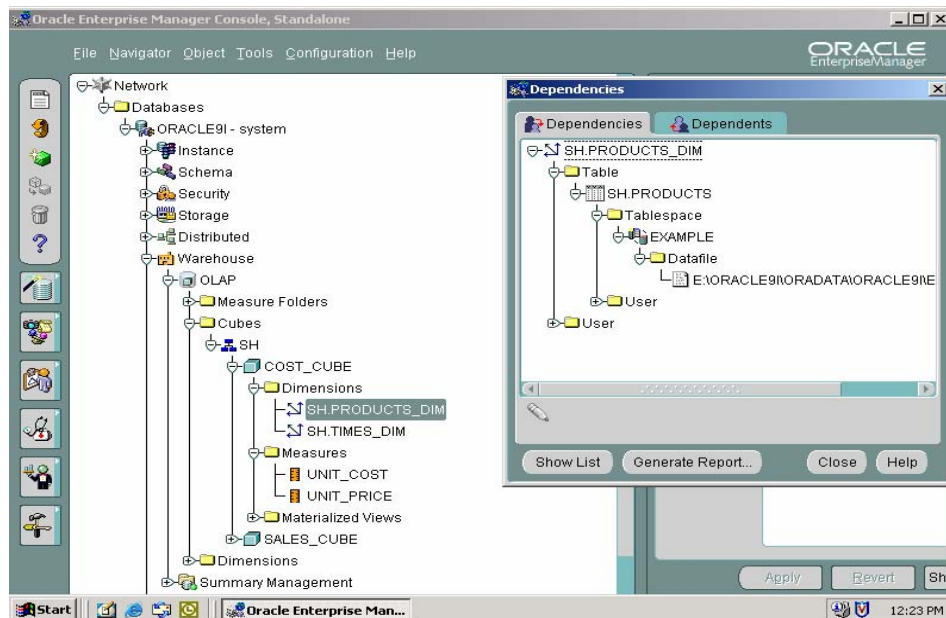 Oracle Enterprise Manager Console, Standalone
File Navigator Object Tools Configuration Help
ORACLE
EnterpriseManager
Network
Databases
ORACLE9I - system
Instance
Schema
Security
Storage
Distributed
Warehouse
OLAP
Measure Folders
Cubes
SH
COST_CUBE
Dimensions
SH.PRODUCTS_DIM
SH.TIMES_DIM
Measures
UNIT_COST
UNIT_PRICE
Materialized Views
SALES_CUBE
Dimensions
Summary Management
Dependencies
Dependencies Dependents
SH.PRODUCTS_DIM
Table
SH.PRODUCTS
Tablespace
EXAMPLE
Datafile
E:\ORACLE9I\ORADATA\ORACLE9I\E
User
User
Show List Generate Report... Close Help
Apply Revert Sh
Start Oracle Enterprise Man... 12:23 PM